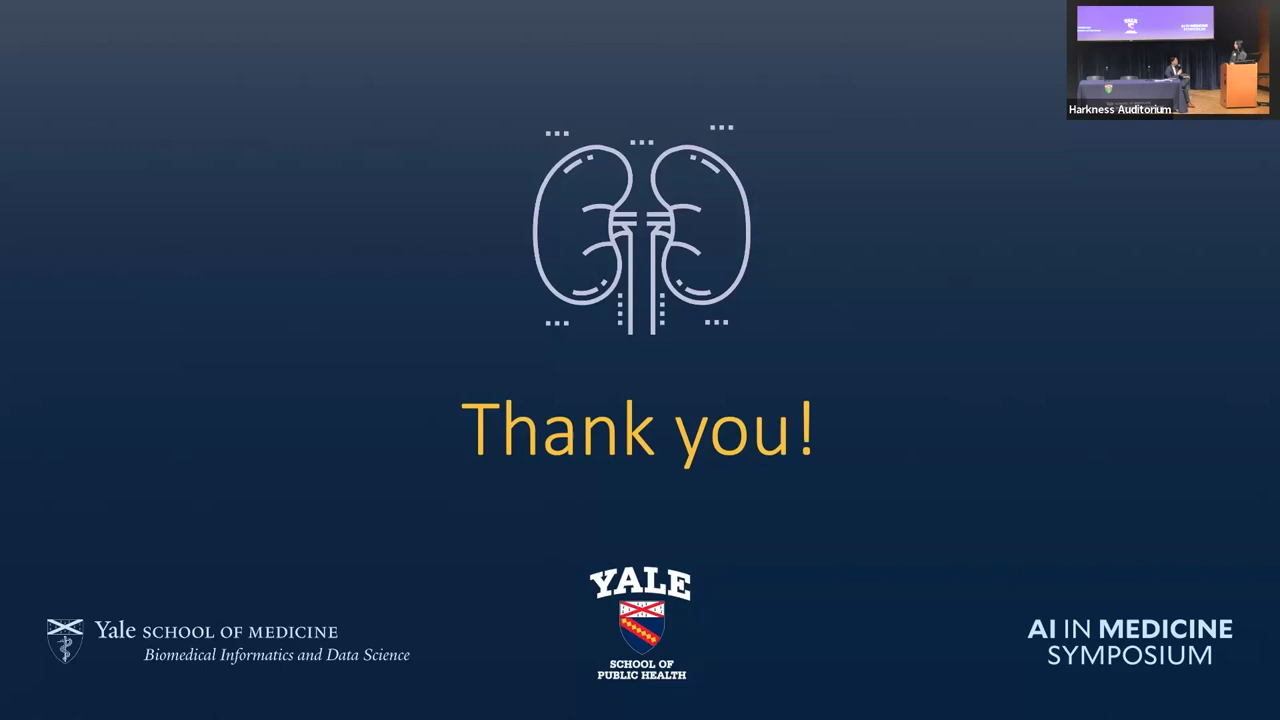 Harkness Auditorium
Thank you!
Yale SCHOOL OF MEDICINE
Biomedical Informatics and Data Science
YALE
SCHOOL OF
PUBLIC HEALTH
AI IN MEDICINE
SYMPOSIUM